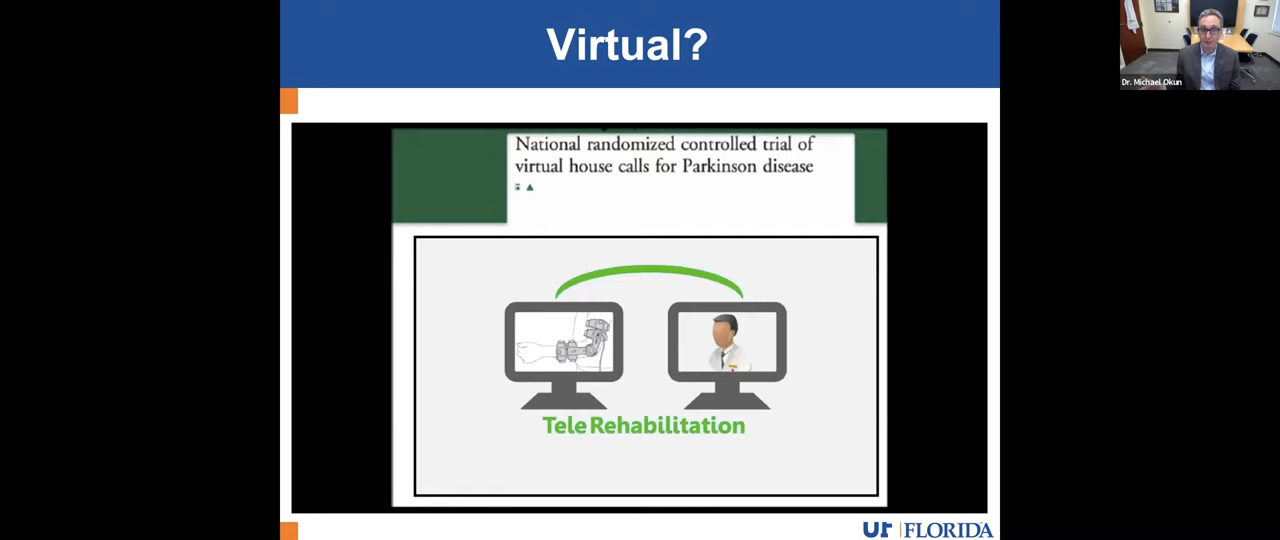 Virtual?
Dr. Michael Okun
National randomized controlled trial of
virtual house calls for Parkinson disease
Tele Rehabilitation
UF FLORIDA